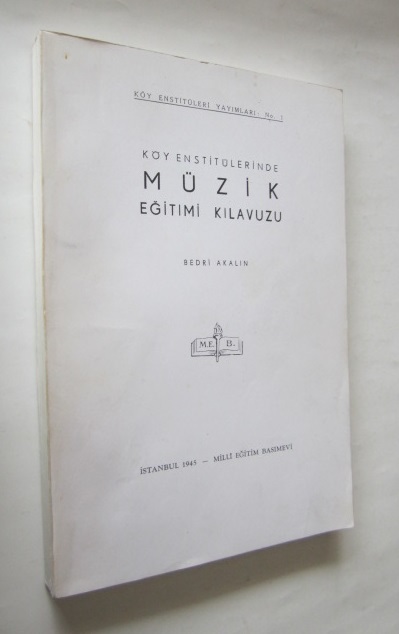 KÖY ENSTİTÜLERİ YAYIMLARI: No. 1
KÖY ENSTİTÜLERİNDE
MÜZİK
EĞİTİMİ KILAVUZU
BEDRİ AKALIN
M.E. B.
İSTANBUL 1945 — MİLLÎ EĞİTİM BASIMEVİ